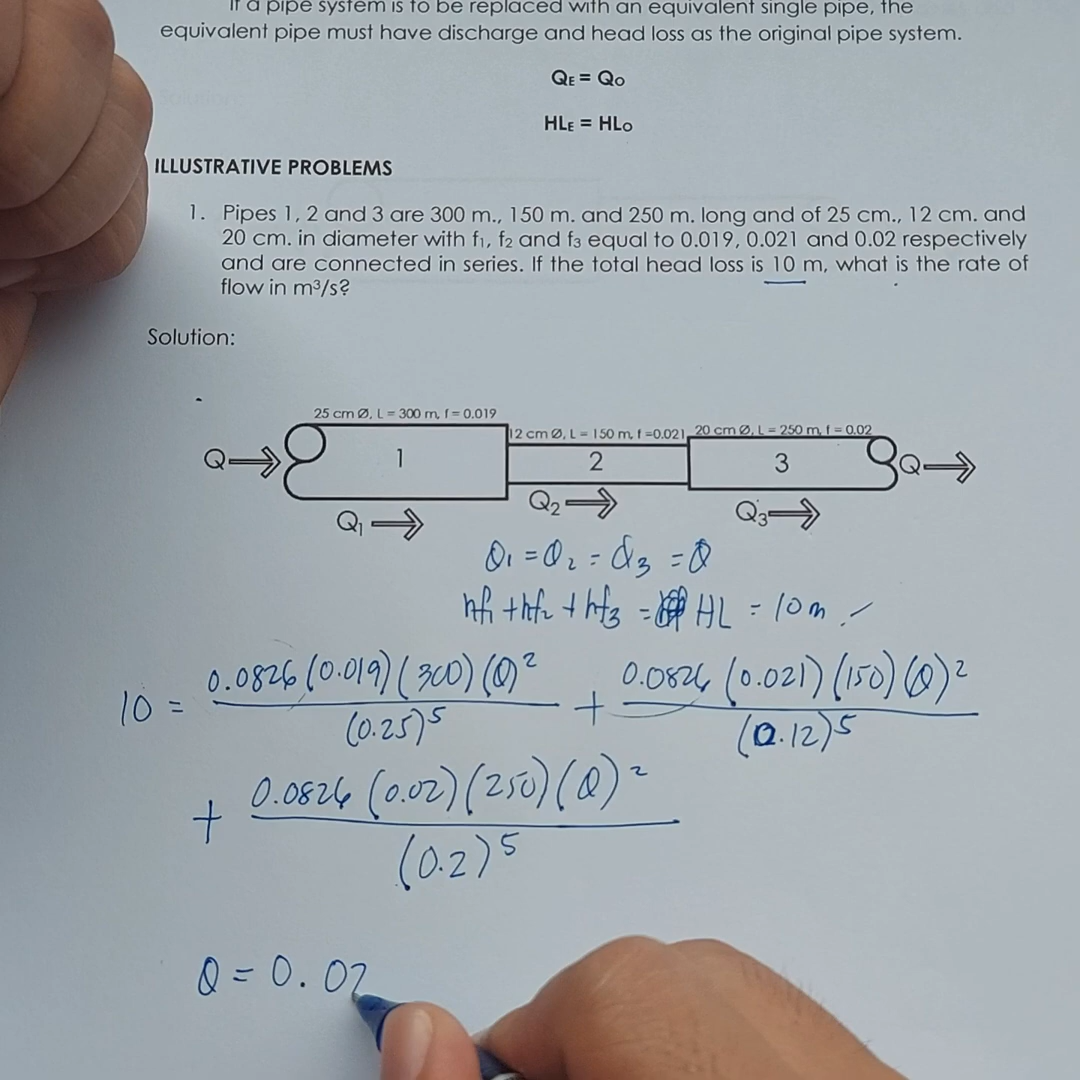 If a pipe system is to be replaced with an equivalent single pipe, the
equivalent pipe must have discharge and head loss as the original pipe system.
QE = QO
HLE = HLO
ILLUSTRATIVE PROBLEMS
1. Pipes 1, 2 and 3 are 300 m., 150 m. and 250 m. long and of 25 cm., 12 cm. and
20 cm. in diameter with f1, f2 and f3 equal to 0.019, 0.021 and 0.02 respectively
and are connected in series. If the total head loss is 10 m, what is the rate of
flow in m³/s?
Solution:
25 cm Ø, L = 300 m, f = 0.019
12 cm Ø, L = 150 m, f =0.021
20 cm Ø, L = 250 m, f = 0.02
Q 1 2 3 Q
Q1 Q2 Q3
Q1 = Q2 = Q3 = Q
hf1 + hf2 + hf3 = HL = 10 m
10 = 0.0826 (0.019) (300) (Q)² / (0.25)⁵ + 0.0826 (0.021) (150) (Q)² / (0.12)⁵
+ 0.0826 (0.02) (250) (Q)² / (0.2)⁵
Q = 0.02